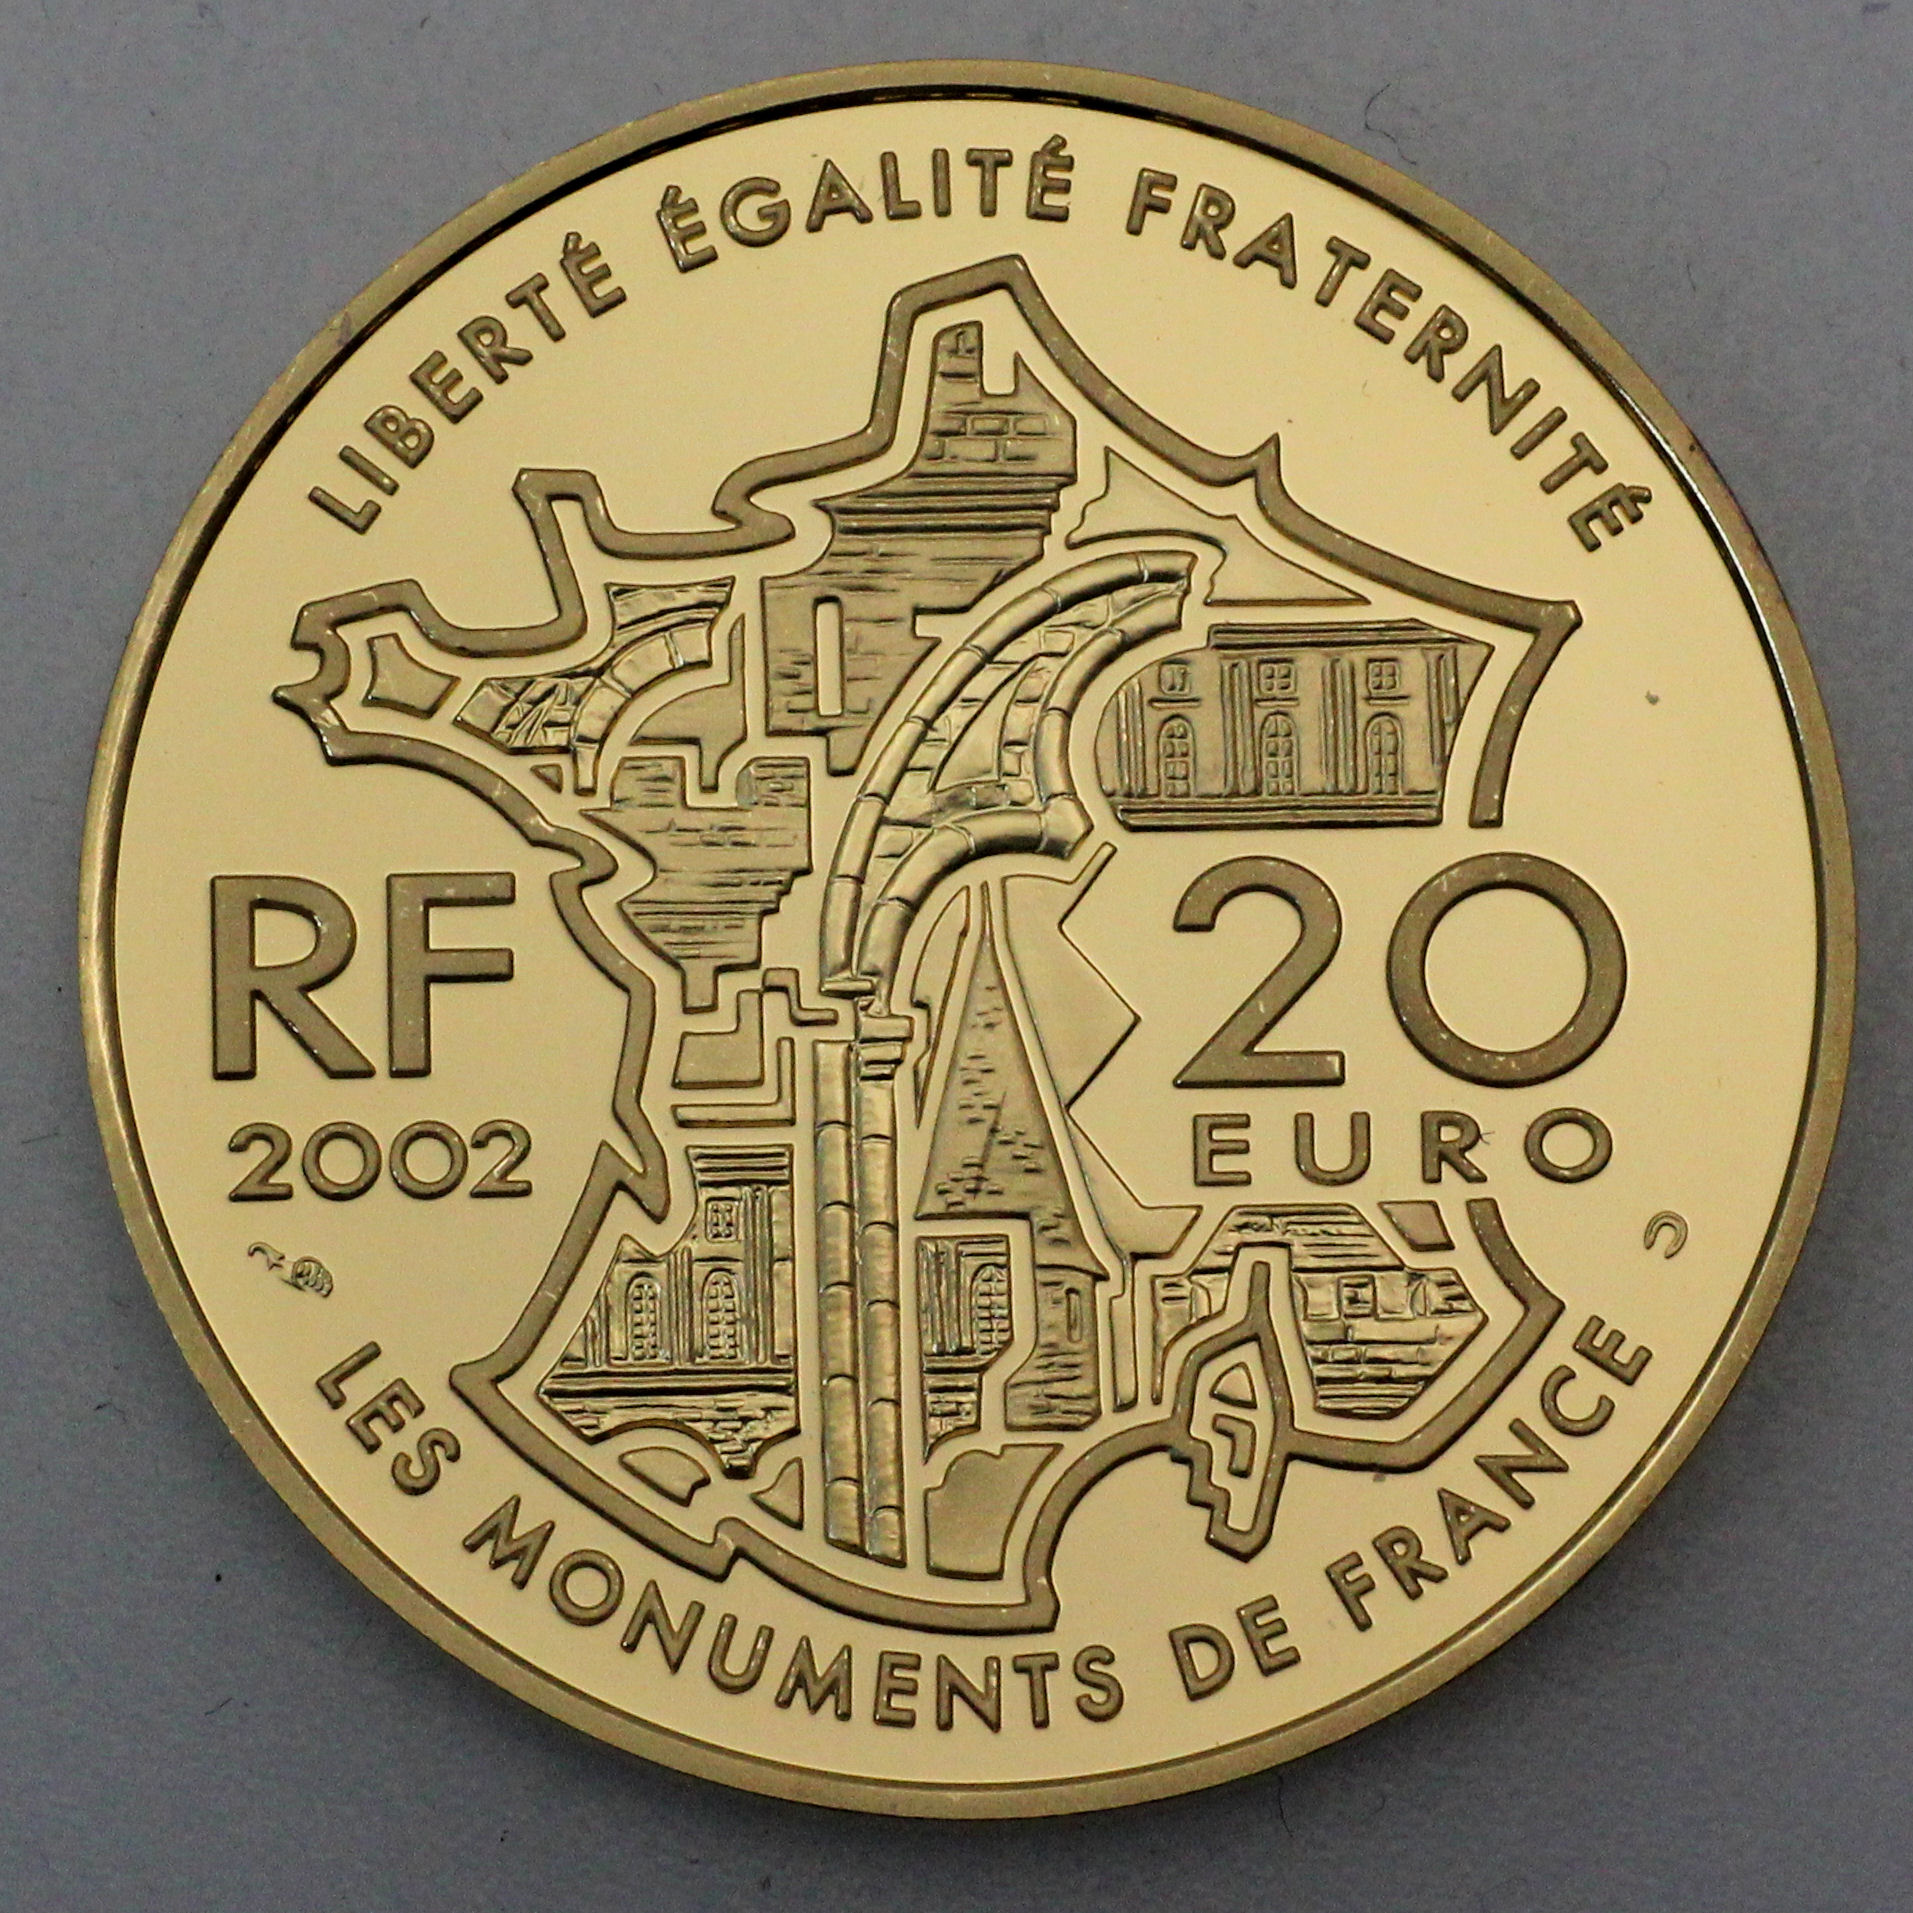 LIBERTÉ ÉGALITÉ FRATERNITÉ
RF
2002
20
EURO
LES MONUMENTS DE FRANCE